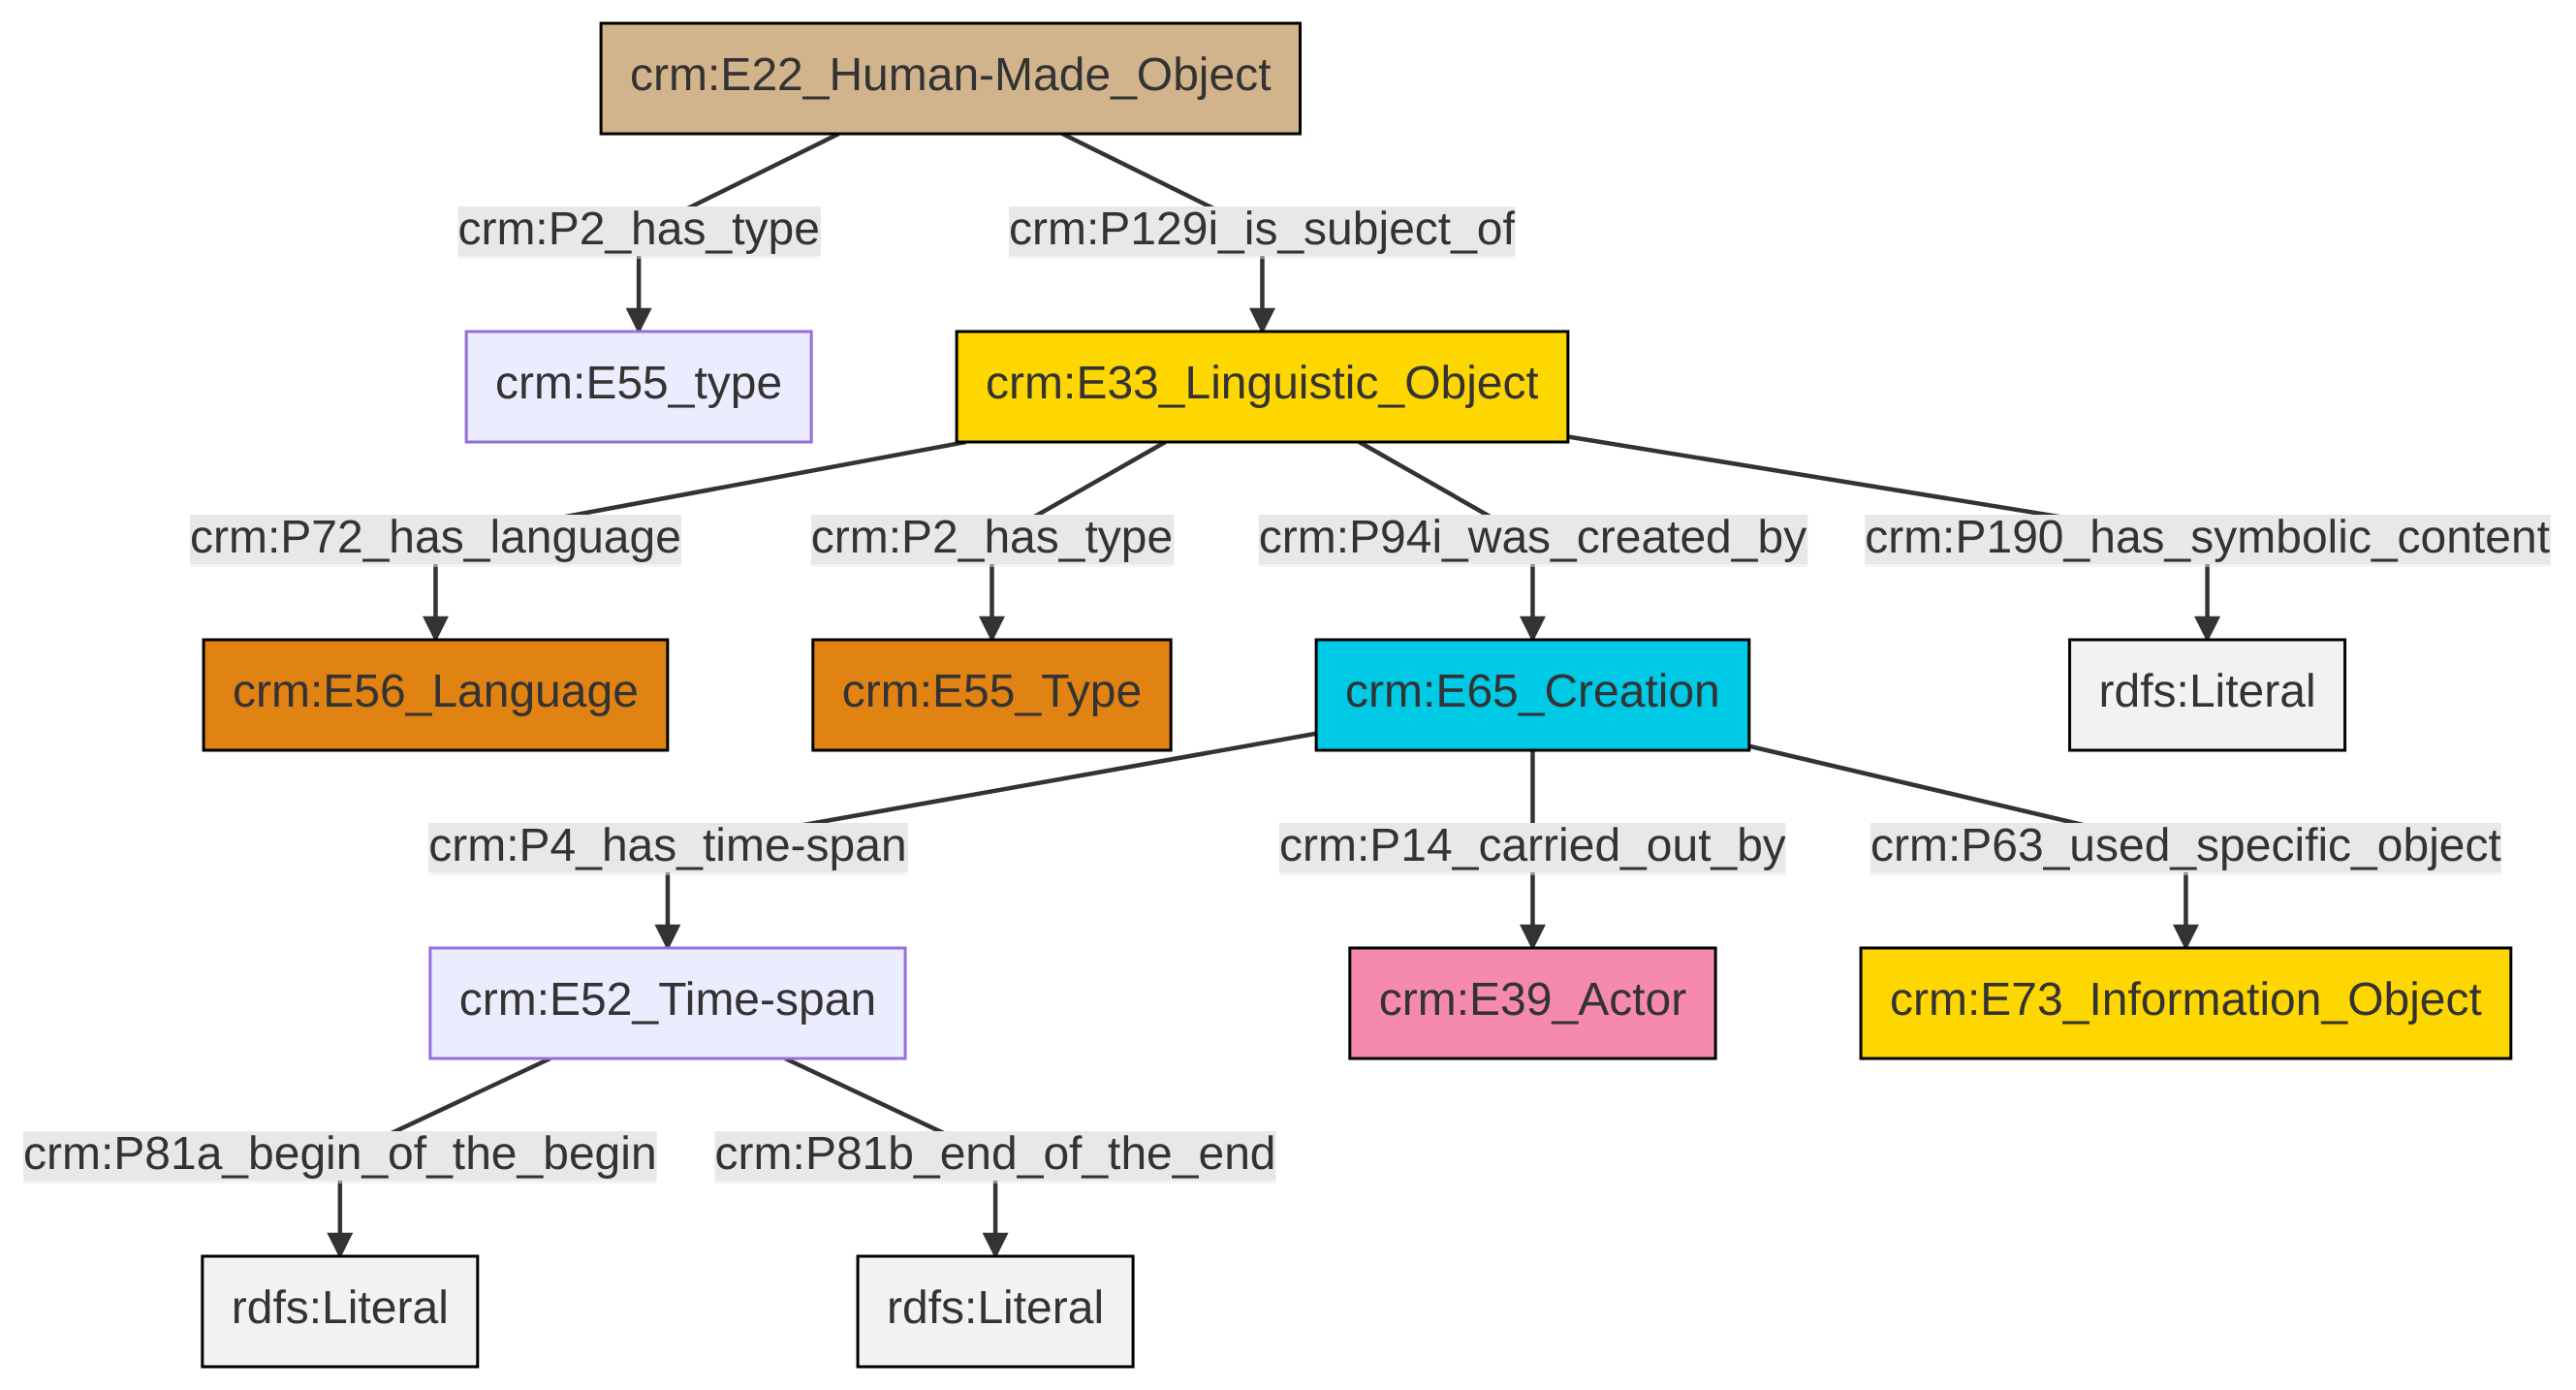 crm:E22_Human-Made_Object
crm:P2_has_type
crm:P129i_is_subject_of
crm:E55_type
crm:E33_Linguistic_Object
crm:P72_has_language
crm:P2_has_type
crm:P94i_was_created_by
crm:P190_has_symbolic_content
crm:E56_Language
crm:E55_Type
crm:E65_Creation
rdfs:Literal
crm:P4_has_time-span
crm:P14_carried_out_by
crm:P63_used_specific_object
crm:E52_Time-span
crm:E39_Actor
crm:E73_Information_Object
crm:P81a_begin_of_the_begin
crm:P81b_end_of_the_end
rdfs:Literal
rdfs:Literal